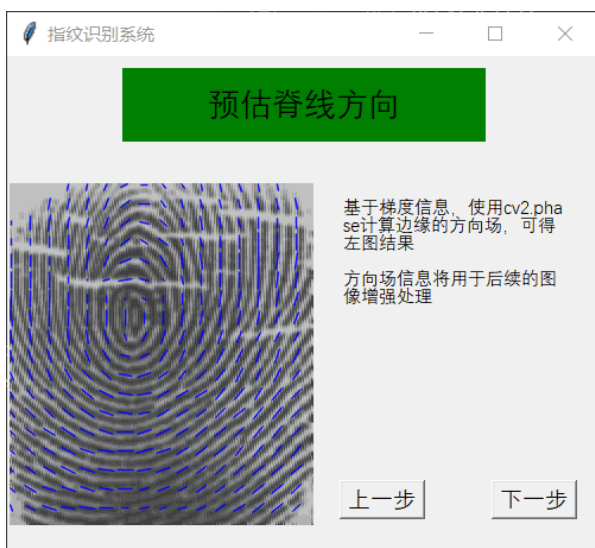 指纹识别系统
预估脊线方向
基于梯度信息，使用cv2.pha
se计算边缘的方向场，可得
左图结果
方向场信息将用于后续的图
像增强处理
上一步
下一步